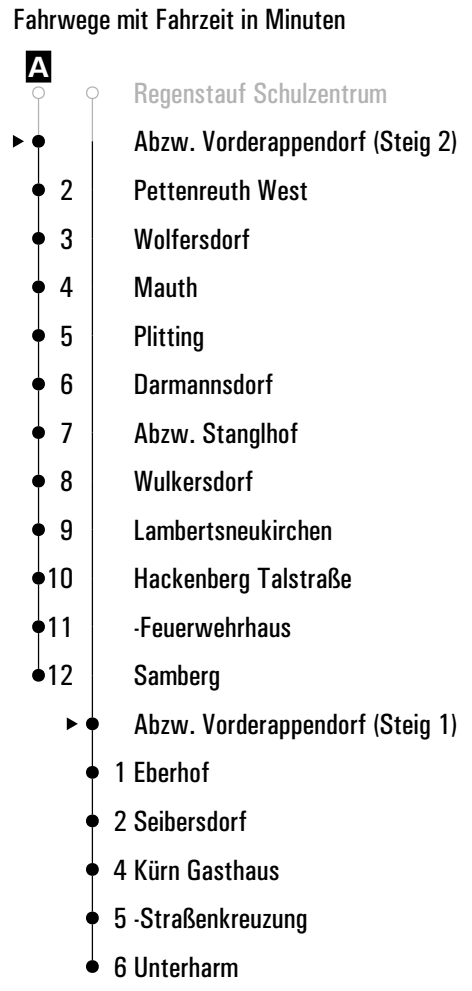 Fahrwege mit Fahrzeit in Minuten
A
Regenstauf Schulzentrum
Abzw. Vorderappendorf (Steig 2)
2 Pettenreuth West
3 Wolfersdorf
4 Mauth
5 Plitting
6 Darmannsdorf
7 Abzw. Stanglhof
8 Wulkersdorf
9 Lambertsneukirchen
10 Hackenberg Talstraße
11 -Feuerwehrhaus
12 Samberg
Abzw. Vorderappendorf (Steig 1)
1 Eberhof
2 Seibersdorf
4 Kürn Gasthaus
5 -Straßenkreuzung
6 Unterharm